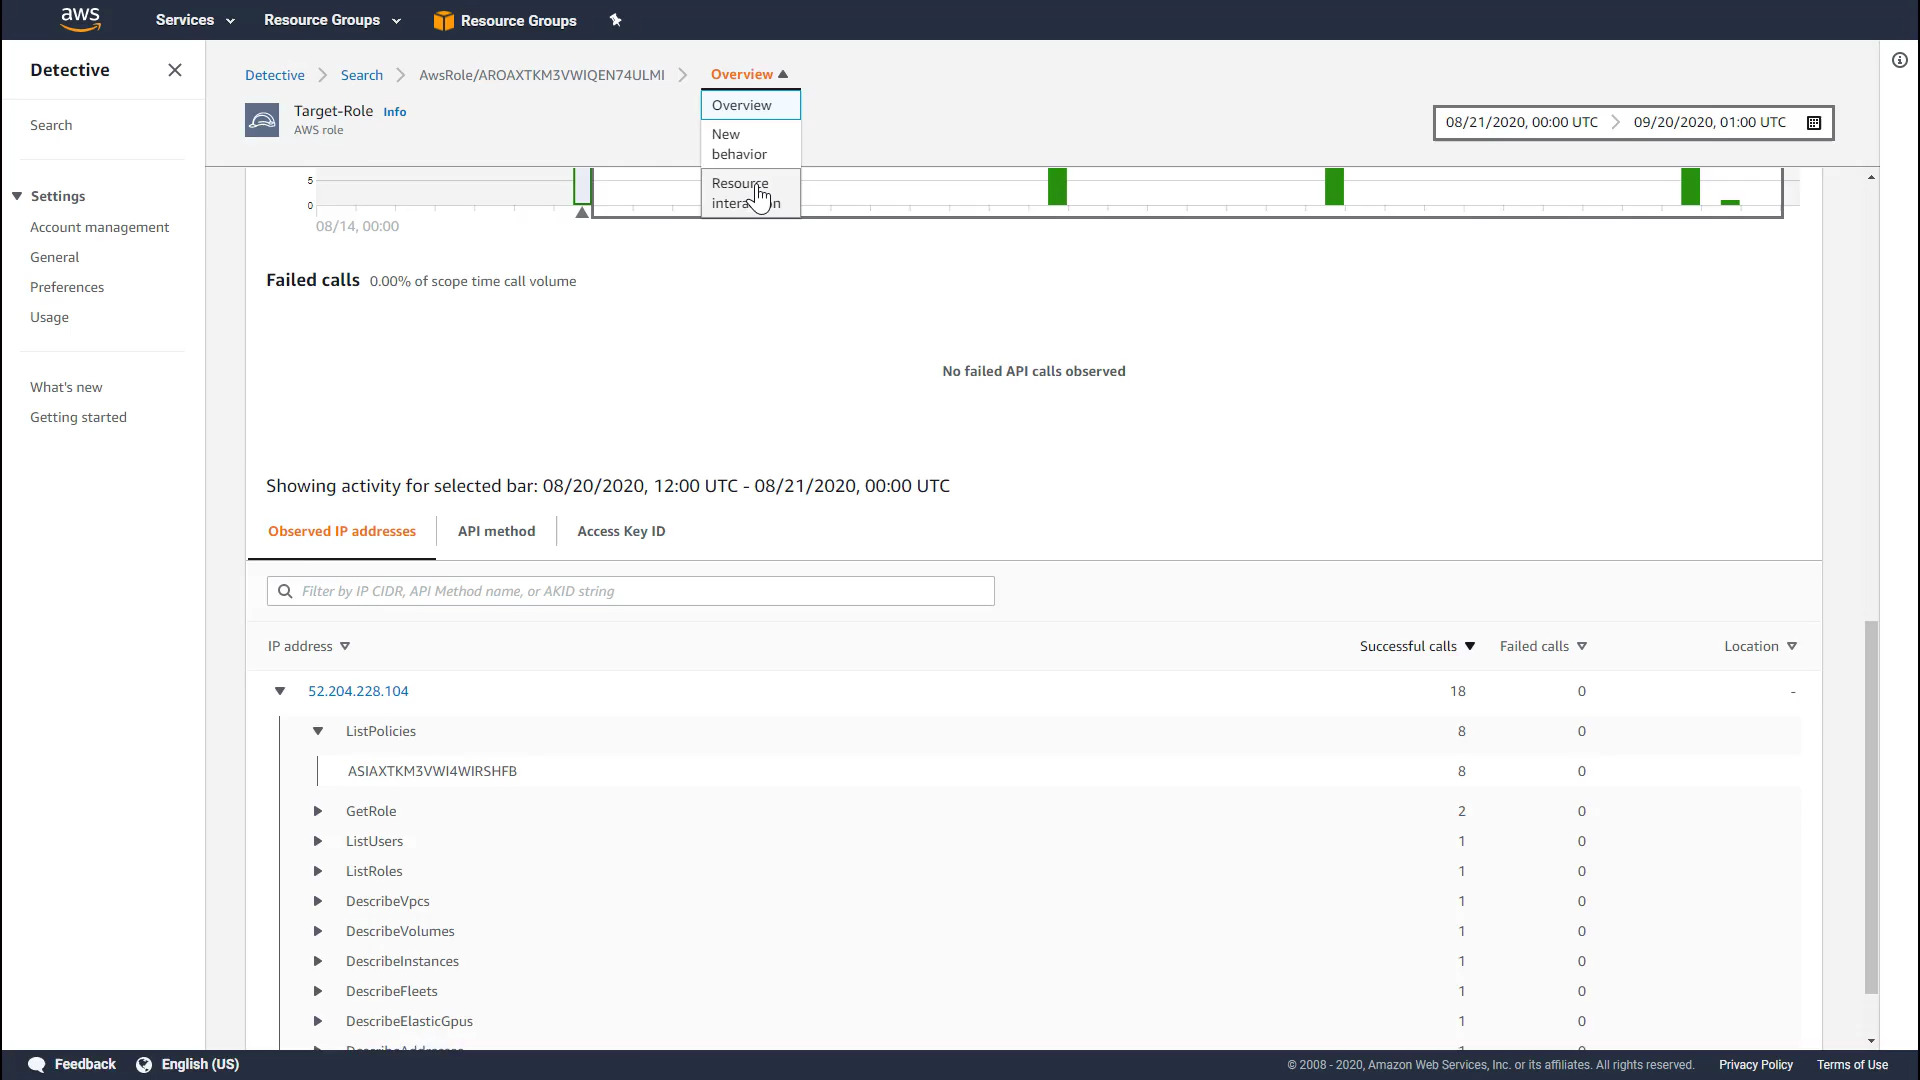 aws
Services
Resource Groups
Resource Groups
Detective
Search
Settings
Account management
General
Preferences
Usage
What's new
Getting started
Detective
Search
AwsRole/AROAXTKM3VWIQEN74ULMI
Overview
Overview
New
behavior
Resource
Target-Role Info
AWS role
08/21/2020, 00:00 UTC
09/20/2020, 01:00 UTC
5
0
08/14, 00:00
Failed calls 0.00% of scope time call volume
No failed API calls observed
Showing activity for selected bar: 08/20/2020, 12:00 UTC - 08/21/2020, 00:00 UTC
Observed IP addresses
API method
Access Key ID
Filter by IP CIDR, API Method name, or AKID string
IP address Successful calls Failed calls Location
52.204.228.104 18 0 -
ListPolicies 8 0
ASIAXTKM3VWI4WIRSHFB 8 0
GetRole 2 0
ListUsers 1 0
ListRoles 1 0
DescribeVpcs 1 0
DescribeVolumes 1 0
DescribeInstances 1 0
DescribeFleets 1 0
DescribeElasticGpus 1 0
Feedback
English (US)
© 2008 - 2020, Amazon Web Services, Inc. or its affiliates. All rights reserved.
Privacy Policy
Terms of Use